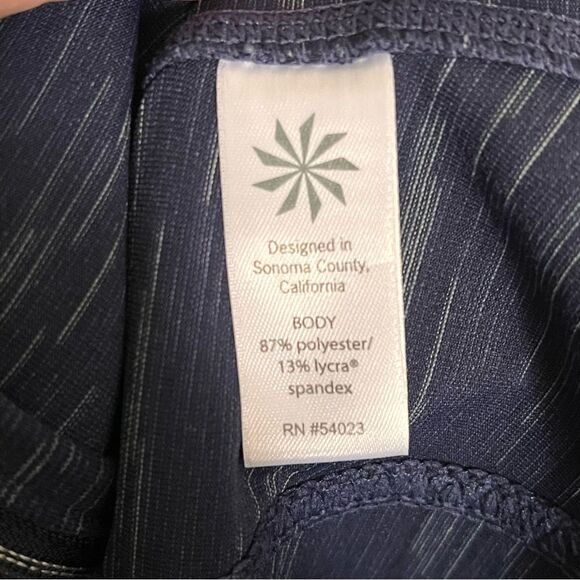 Designed in
Sonoma County,
California
BODY
87% polyester/
13% lycra®
spandex
RN #54023